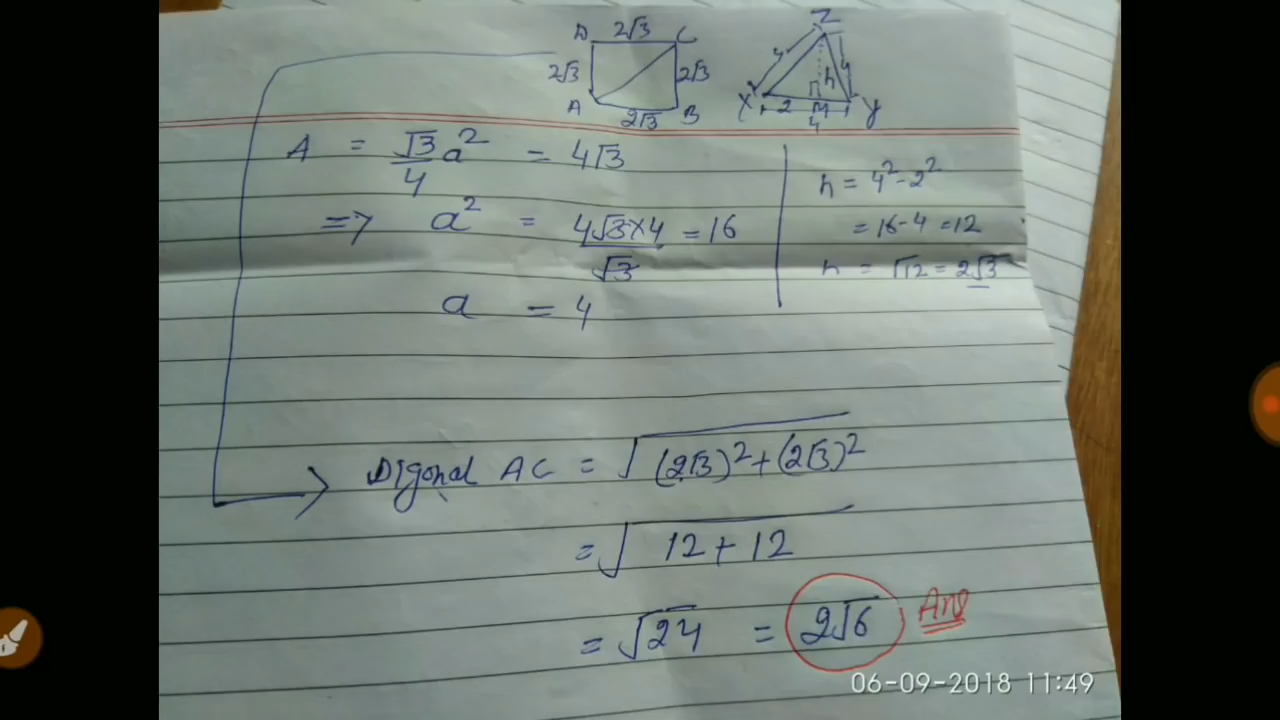 D 2√3 C
2√3 2√3
A 2√3 B
Z
4 4
h
X 2 M Y
4
A = √3/4 a² = 4√3
=> a² = 4√3×4/√3 = 16
a = 4
h = 4²-2²
= 16-4 =12
h = √12 = 2√3
Digonal AC = √(2√3)²+(2√3)²
= √12 + 12
= √24 = 2√6 Ans
06-09-2018 11:49